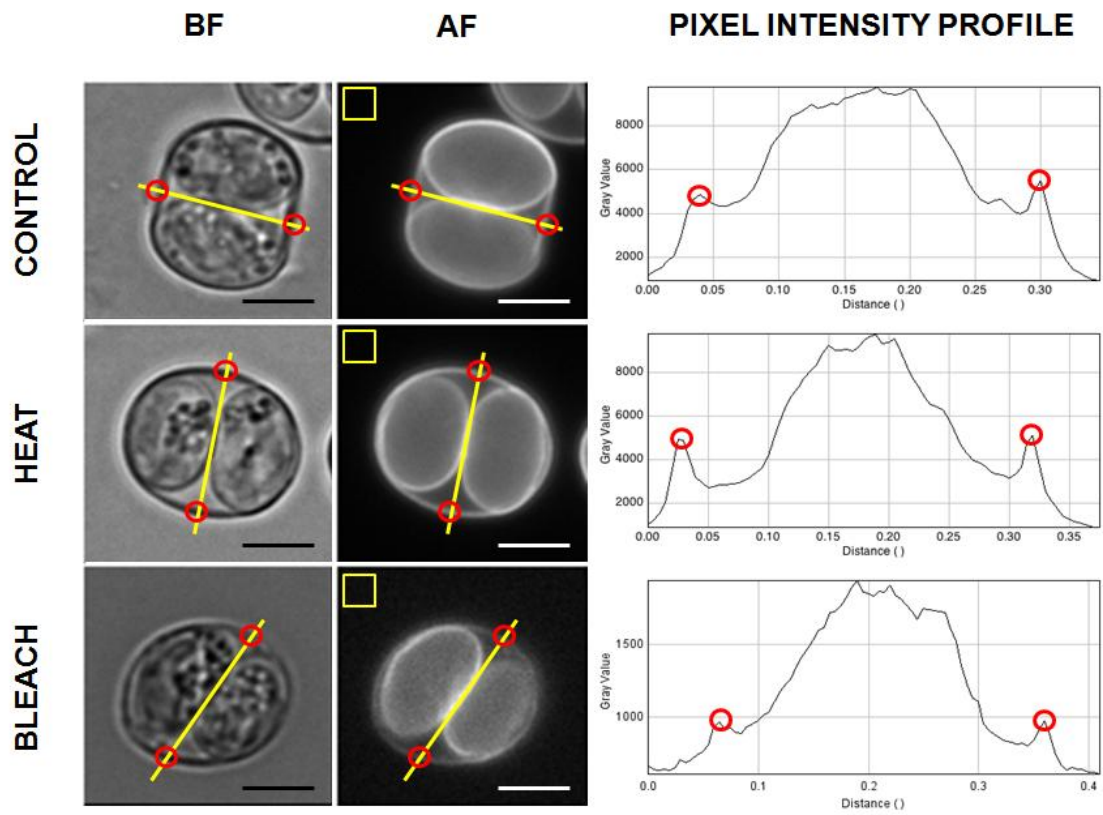 BF AF PIXEL INTENSITY PROFILE
CONTROL
Gray Value
8000
6000
4000
2000
0.00 0.05 0.10 0.15 0.20 0.25 0.30
Distance ( )
HEAT
Gray Value
8000
6000
4000
2000
0.00 0.05 0.10 0.15 0.20 0.25 0.30 0.35
Distance ( )
BLEACH
Gray Value
1500
1000
0.0 0.1 0.2 0.3 0.4
Distance ( )